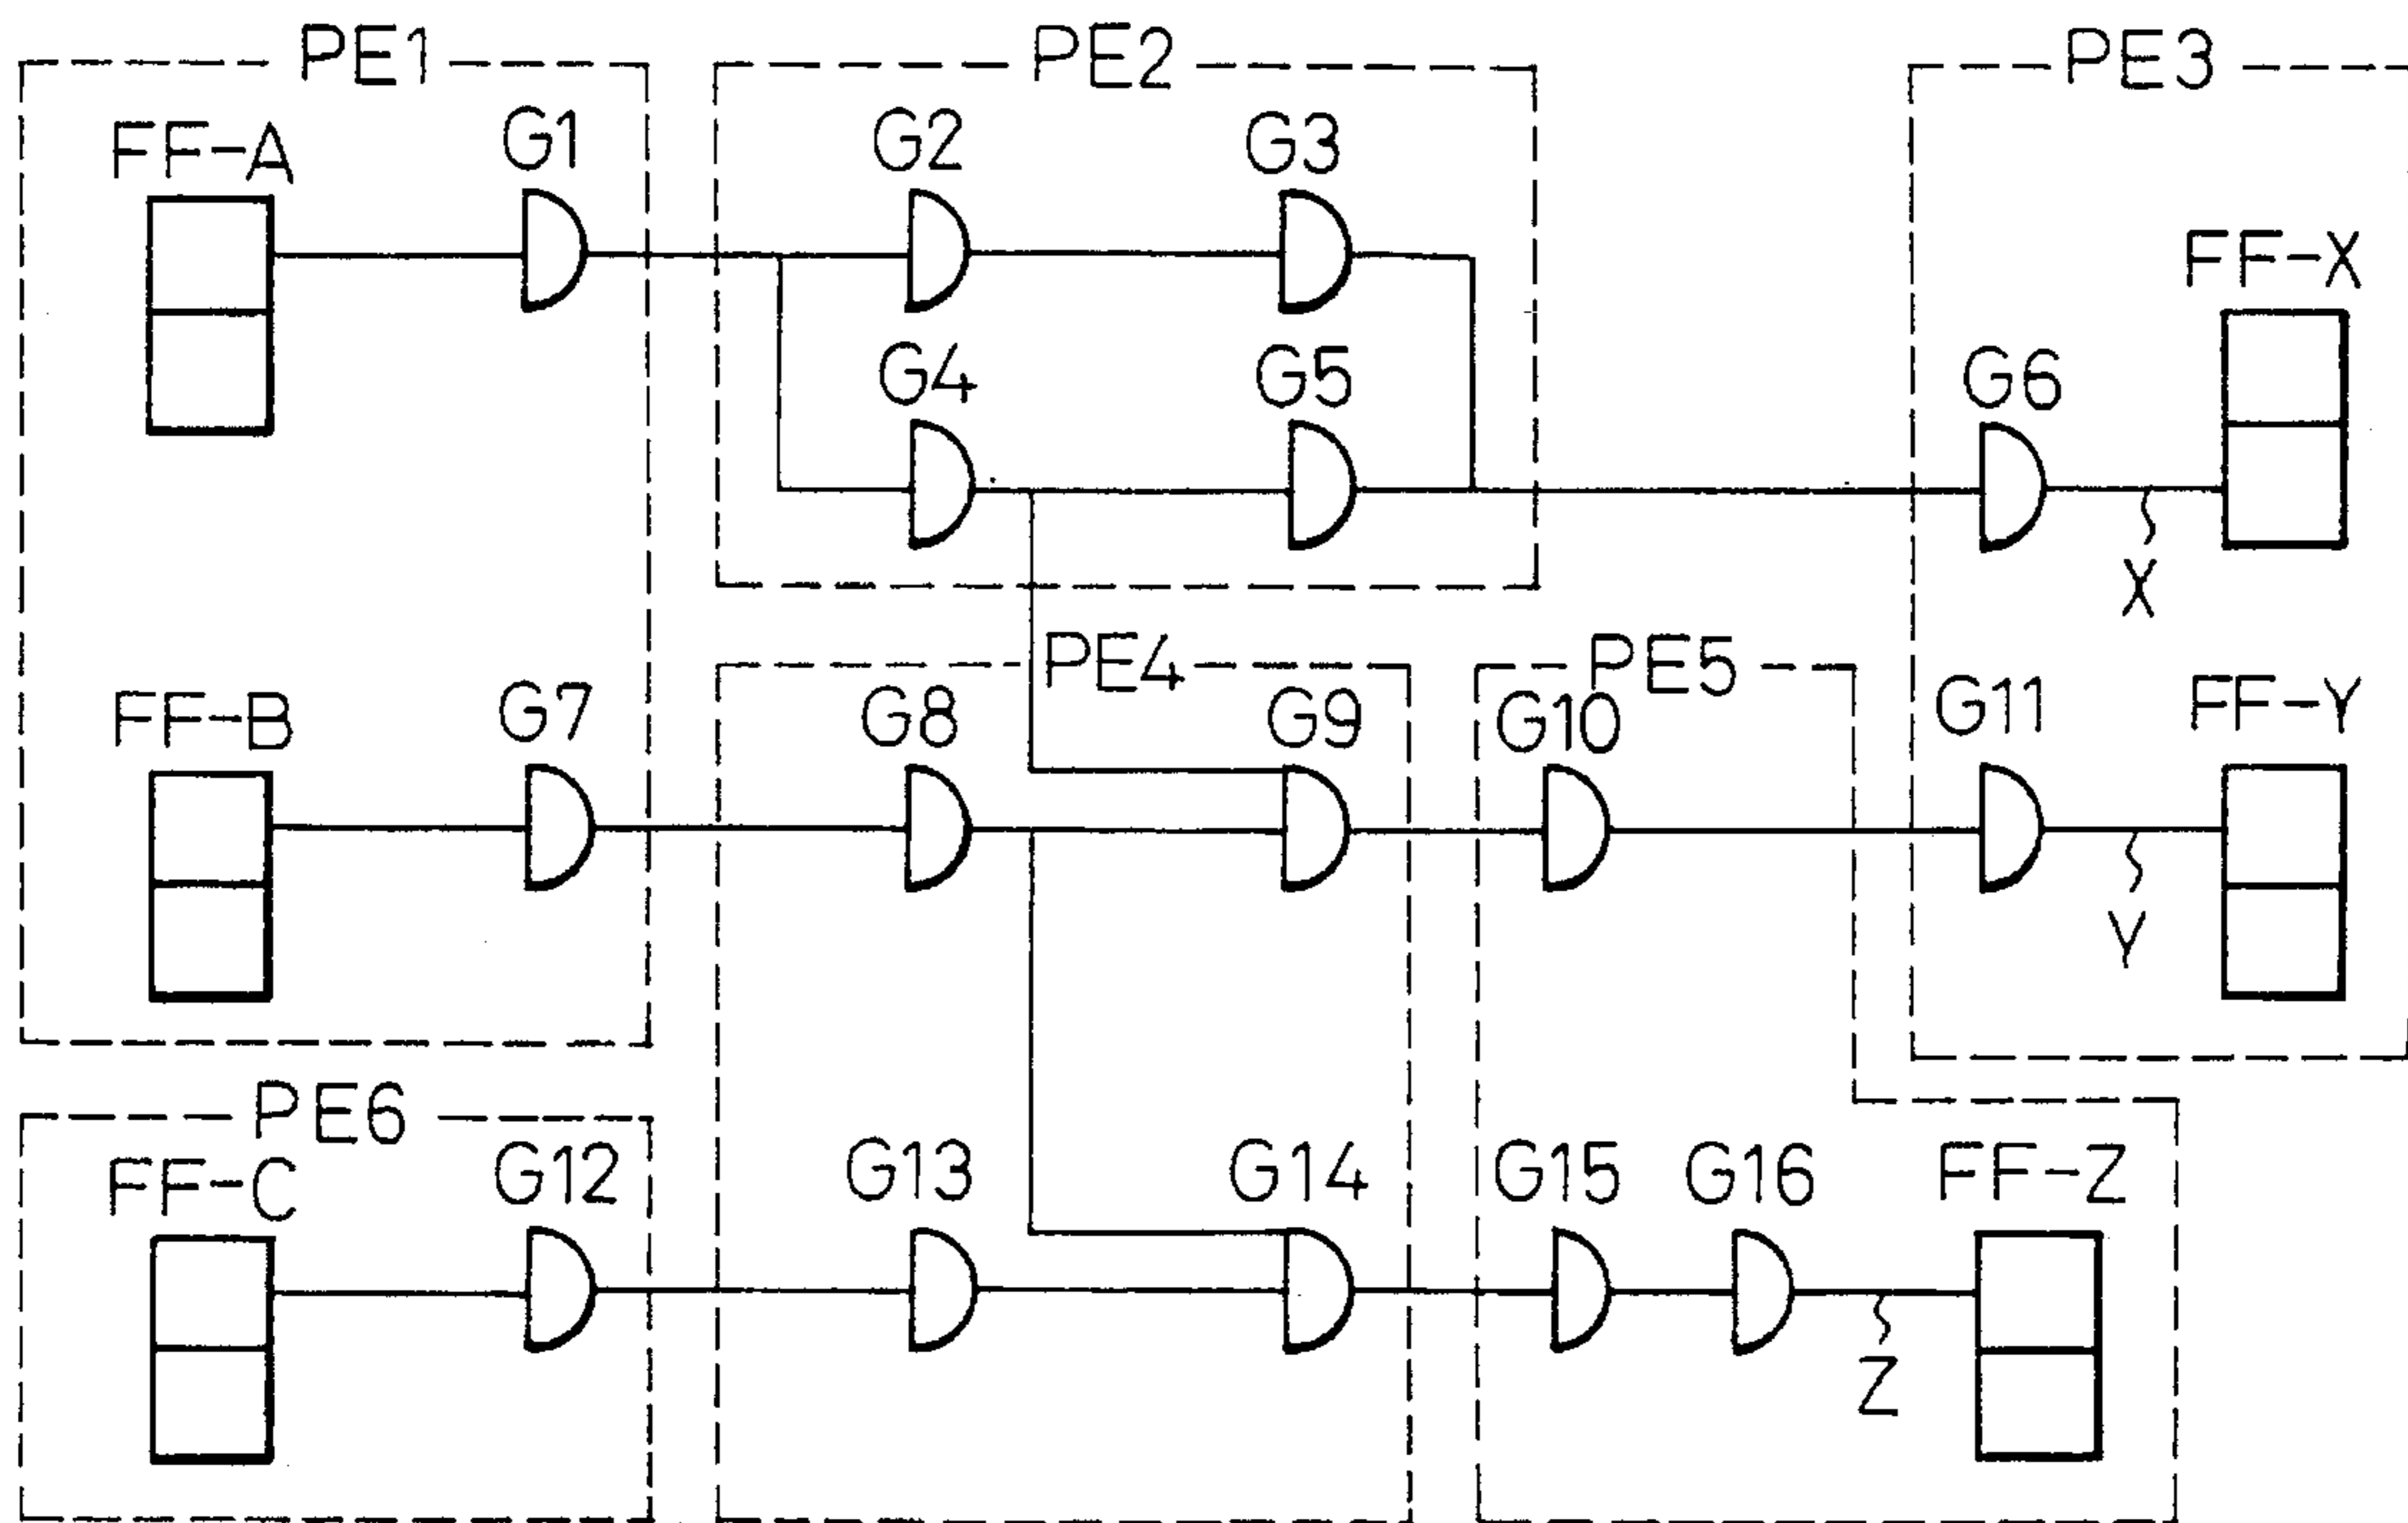 PE1
PE2
PE3
FF-A
G1
G2
G3
FF-X
G4
G5
G6
X
PE4
PE5
FF-B
G7
G8
G9
G10
G11
FF-Y
Y
PE6
FF-C
G12
G13
G14
G15
G16
FF-Z
Z